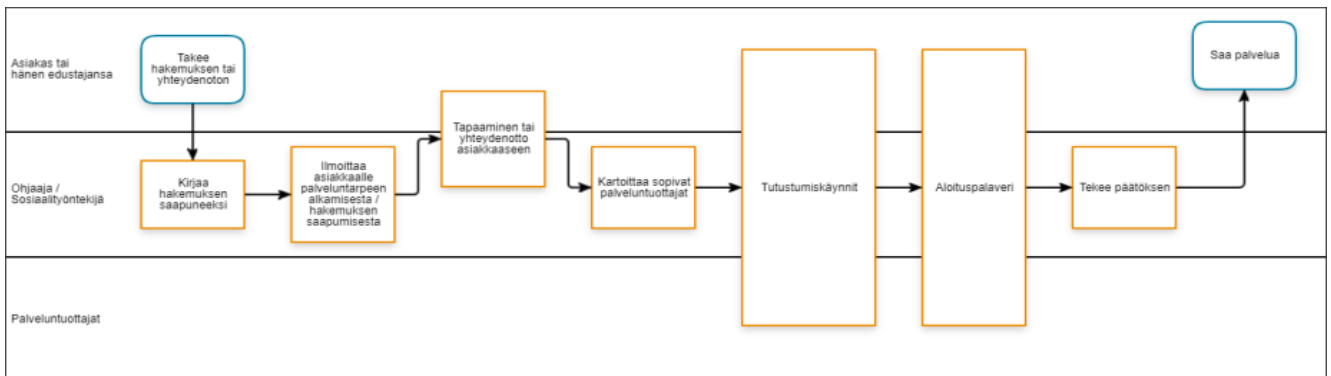 Asiakas tai
hänen edustajansa
Takee
hakemuksen tai
yhteydenoton
Saa palvelua
Ohjaaja /
Sosiaalityöntekijä
Kirjaa
hakemuksen
saapuneeksi
Ilmoittaa
asiakkaalle
palveluntarpeen
alkamisesta /
hakemuksen
saapumisesta
Tapaaminen tai
yhteydenotto
asiakkaaseen
Kartoittaa sopivat
palveluntuottajat
Tutustumiskäynnit
Aloituspalaveri
Tekee päätöksen
Palveluntuottajat